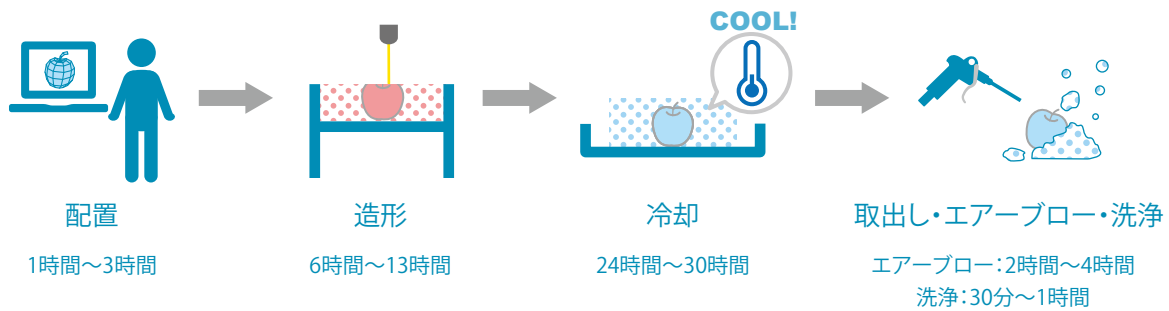 COOL!
配置
1時間～3時間
造形
6時間～13時間
冷却
24時間～30時間
取出し・エアーブロー・洗浄
エアーブロー：2時間～4時間
洗浄：30分～1時間